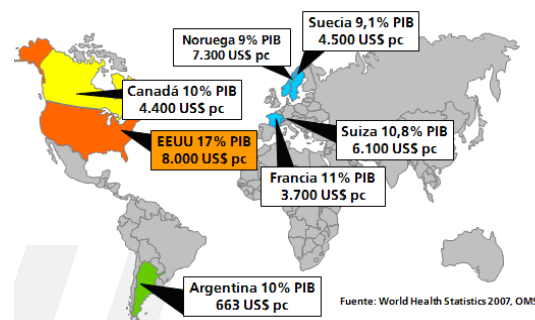 Suecia 9,1% PIB
4.500 US$ pc
Noruega 9% PIB
7.300 US$ pc
Canadá 10% PIB
4.400 US$ pc
EEUU 17% PIB
8.000 US$ pc
Suiza 10,8% PIB
6.100 US$ pc
Francia 11% PIB
3.700 US$ pc
Argentina 10% PIB
663 US$ pc
Fuente: World Health Statistics 2007, OMS